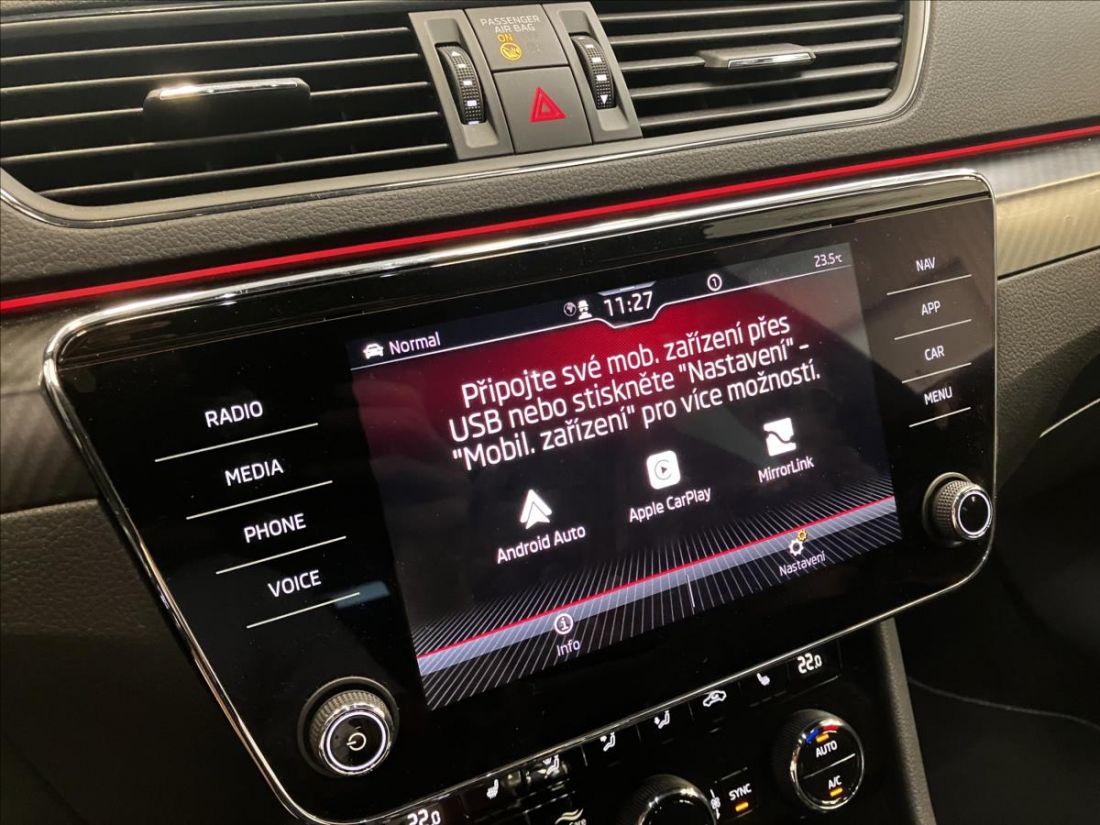 PASSENGER
AIR BAG
ON
Normal
11:27
1
23.5°C
Připojte své mob. zařízení přes
USB nebo stiskněte "Nastavení" -
"Mobil. zařízení" pro více možností.
Android Auto
Apple CarPlay
MirrorLink
Info
Nastavení
RADIO
MEDIA
PHONE
VOICE
NAV
APP
CAR
MENU
22.0
22.0
SYNC
AUTO
A/C